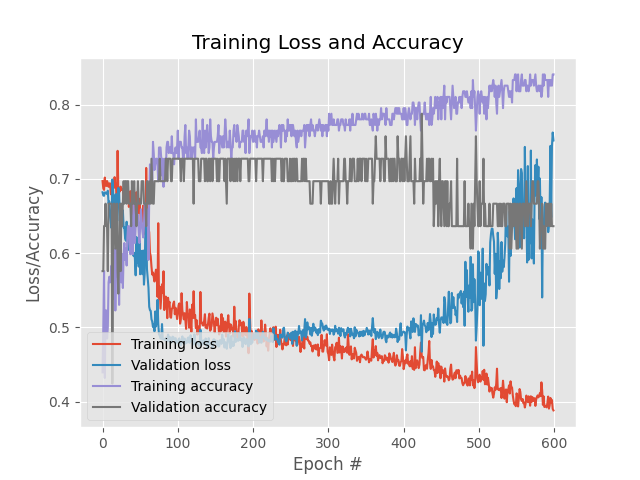 Training Loss and Accuracy
Loss/Accuracy
0.8
0.7
0.6
0.5
0.4
Training loss
Validation loss
Training accuracy
Validation accuracy
0
100
200
300
400
500
600
Epoch #